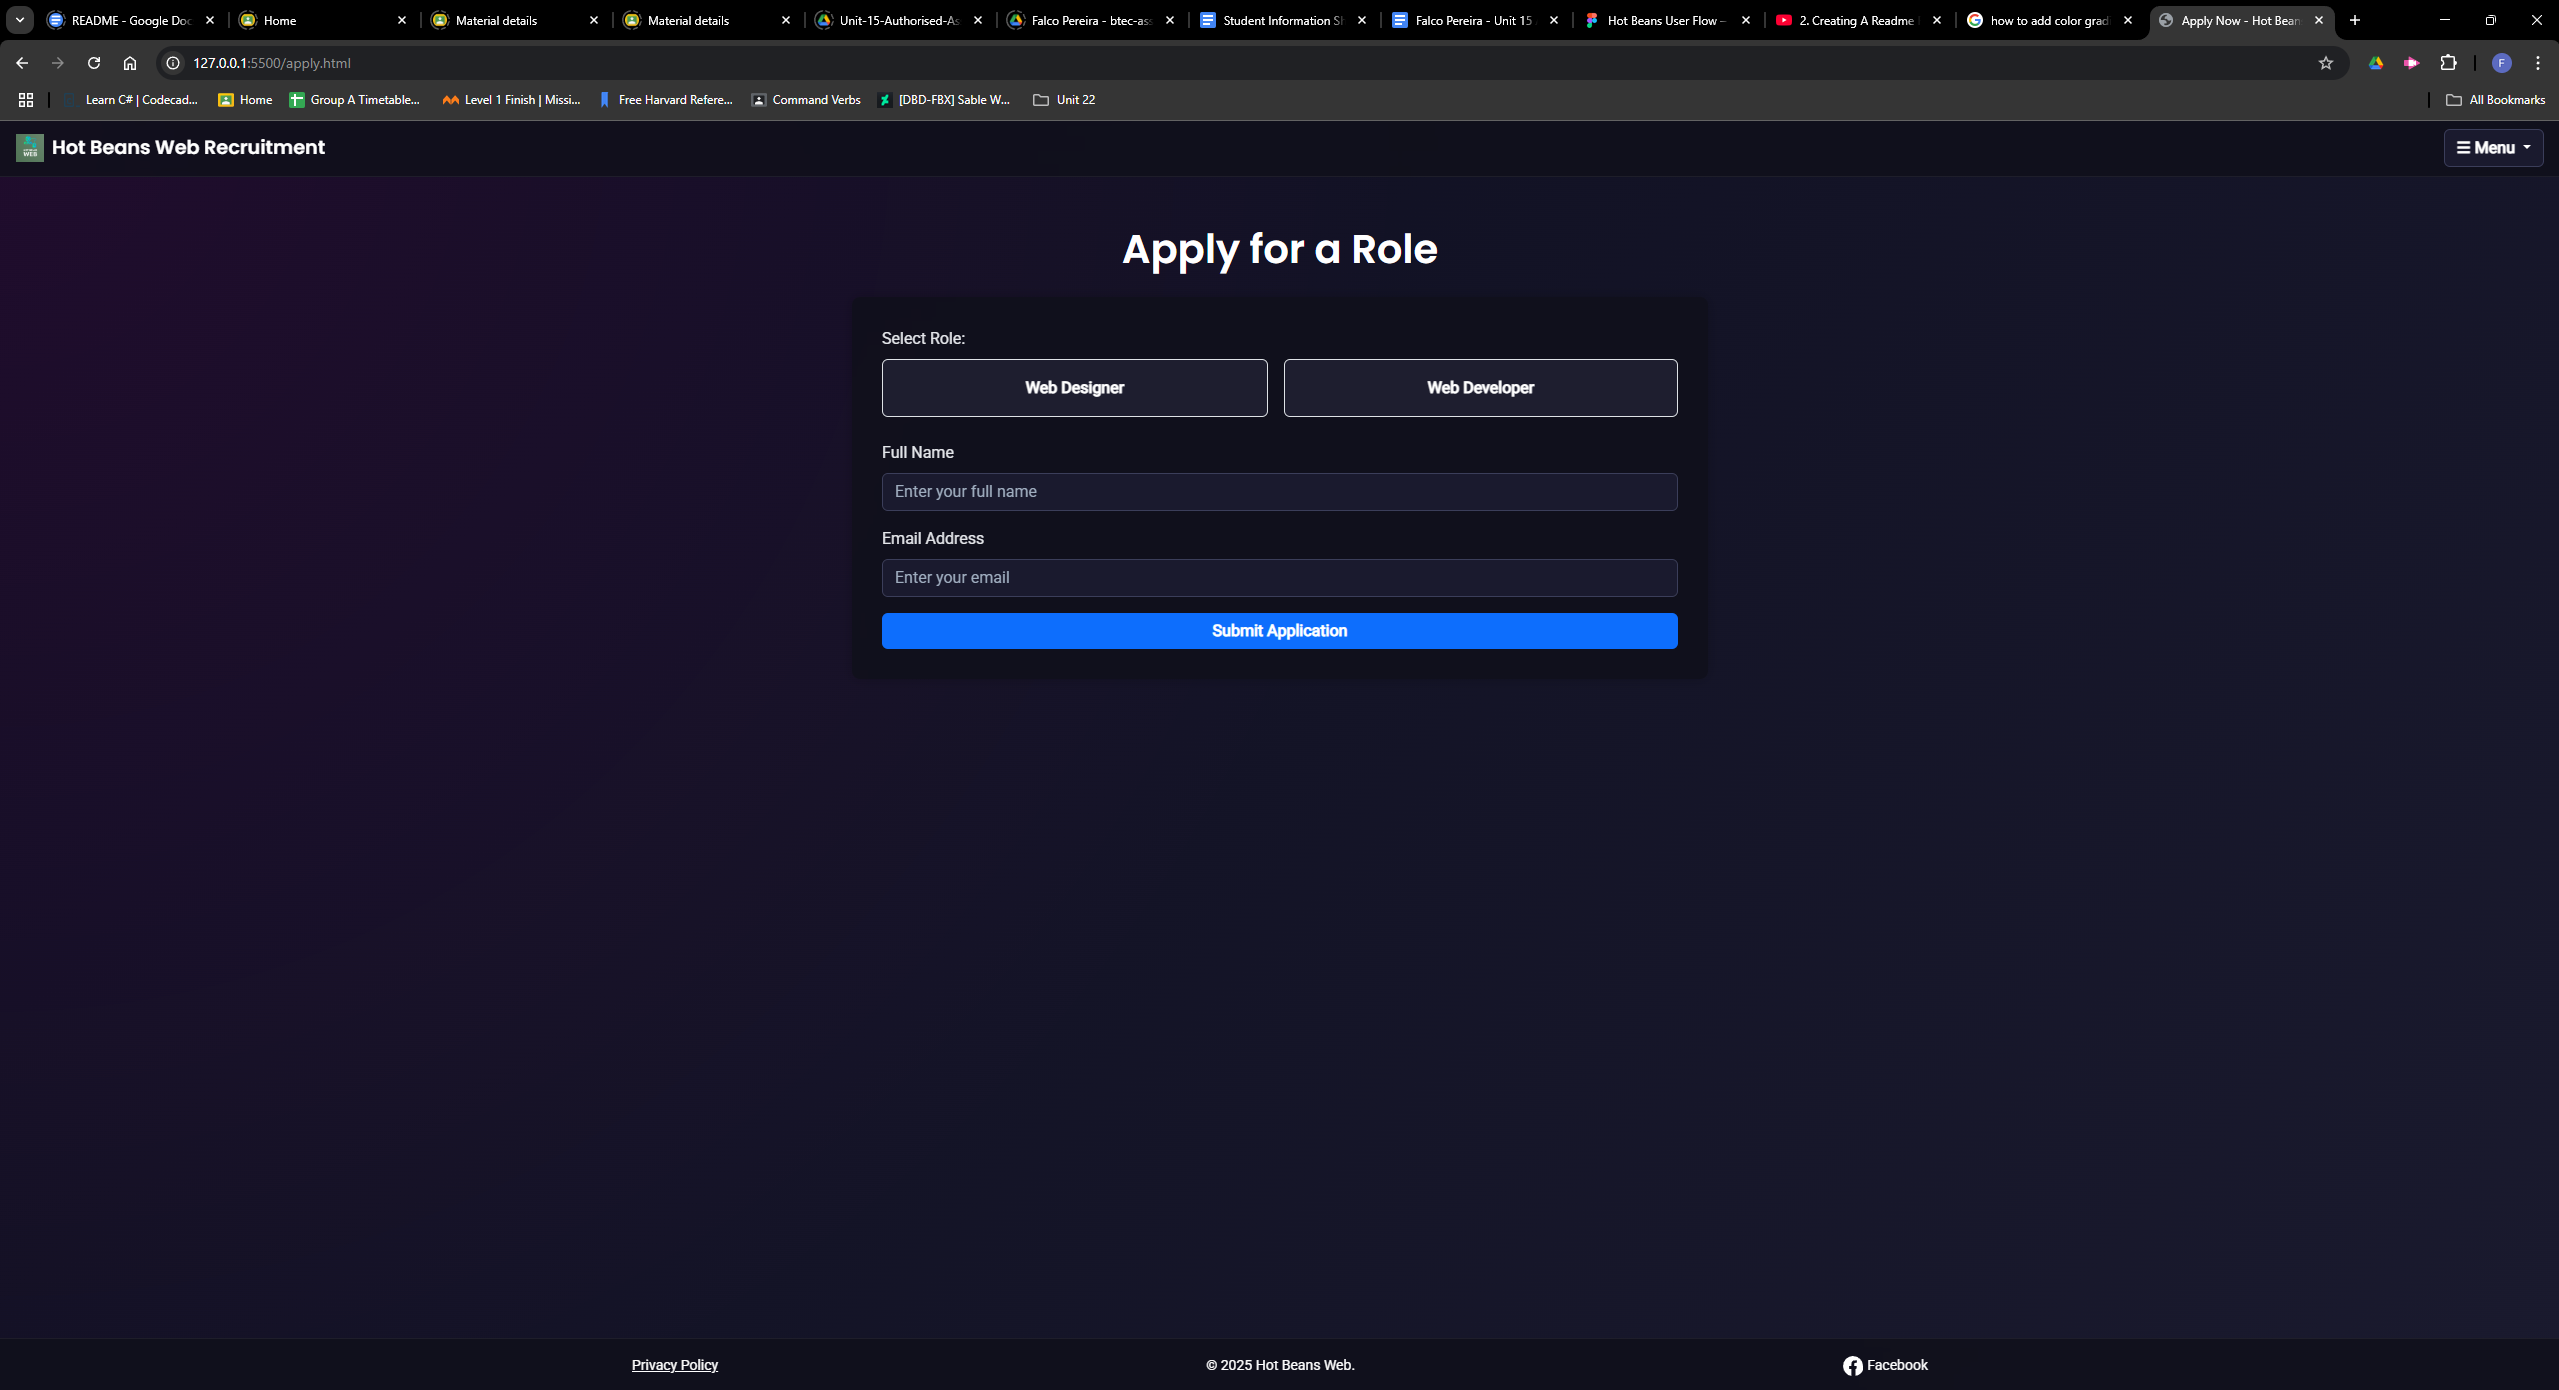 README - Google Doc
Home
Material details
Material details
Unit-15-Authorised-As
Falco Pereira - btec-ass
Student Information Sh
Falco Pereira - Unit 15
Hot Beans User Flow –
2. Creating A Readme
how to add color gradi
Apply Now - Hot Bean
127.0.0.1:5500/apply.html
F
Learn C# | Codecad...
Home
Group A Timetable...
Level 1 Finish | Missi...
Free Harvard Refere...
Command Verbs
[DBD-FBX] Sable W...
Unit 22
All Bookmarks
WEB
Hot Beans Web Recruitment
Menu
Apply for a Role
Select Role:
Web Designer
Web Developer
Full Name
Enter your full name
Email Address
Enter your email
Submit Application
Privacy Policy
© 2025 Hot Beans Web.
Facebook